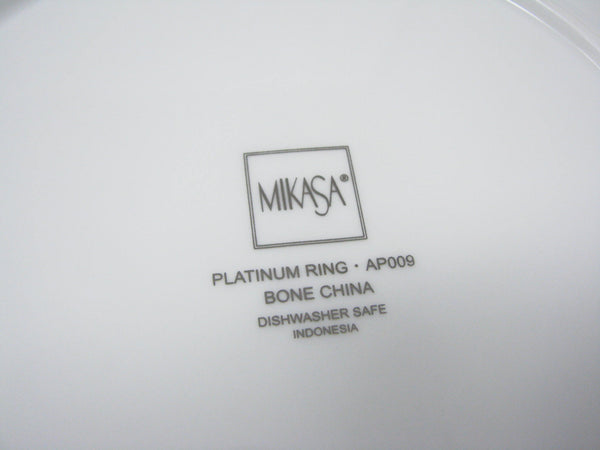 MIKASA®
PLATINUM RING · AP009
BONE CHINA
DISHWASHER SAFE
INDONESIA